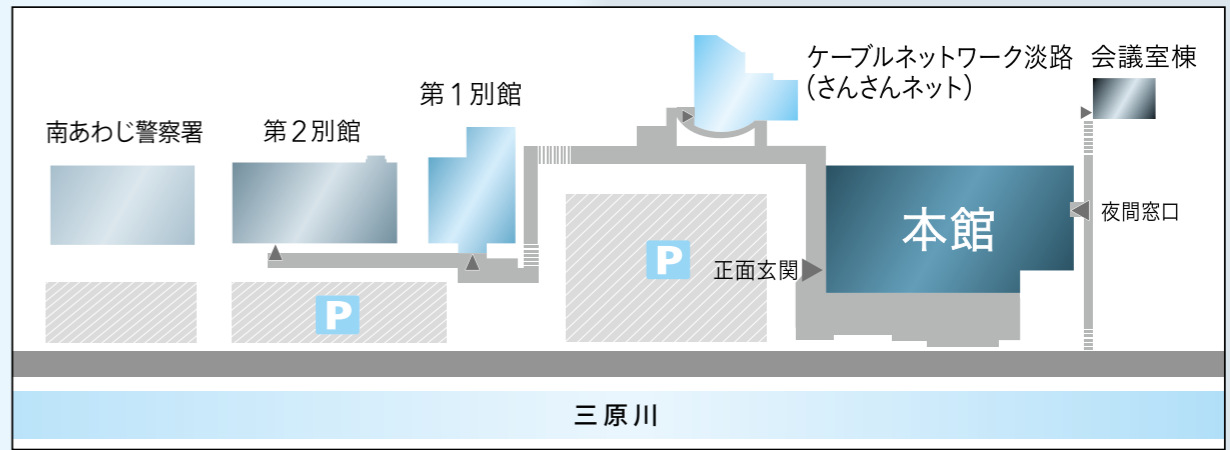 南あわじ警察署
第2別館
第1別館
ケーブルネットワーク淡路
(さんさんネット)
会議室棟
本館
夜間窓口
正面玄関
P
P
三原川